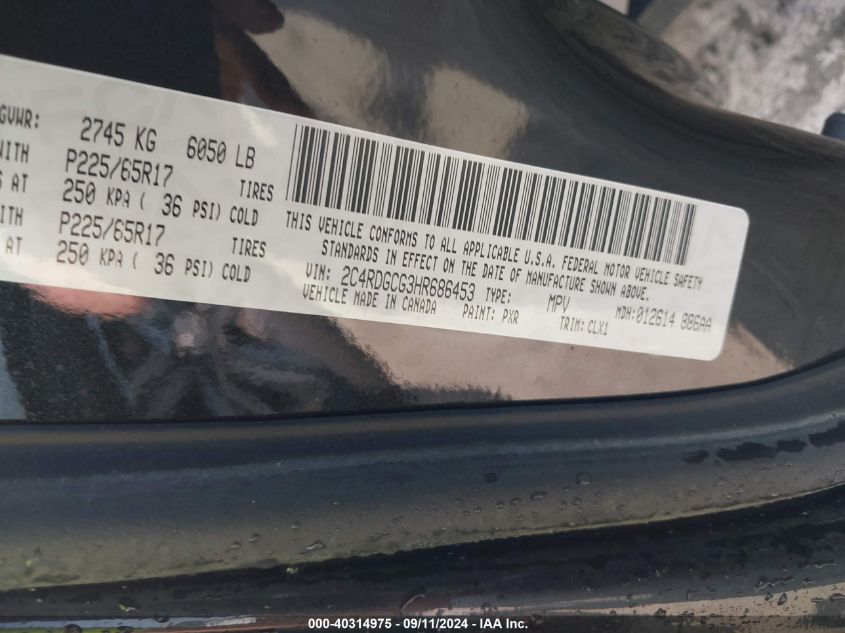 GVWR: 2745 KG 6050 LB
WITH P225/65R17 TIRES
AT 250 KPA ( 36 PSI) COLD
WITH P225/65R17 TIRES
AT 250 KPA ( 36 PSI) COLD
THIS VEHICLE CONFORMS TO ALL APPLICABLE U.S.A. FEDERAL MOTOR VEHICLE SAFETY
STANDARDS IN EFFECT ON THE DATE OF MANUFACTURE SHOWN ABOVE.
VIN: 2C4RDGCG3HR686453 TYPE: MPV MDH:012614 886AA
VEHICLE MADE IN CANADA PAINT: PXR TRIM: CLX1
000-40314975 - 09/11/2024 - IAA Inc.